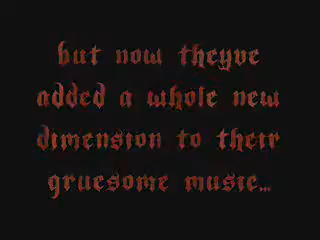 but now theyve
added a whole new
dimension to their
gruesome music...